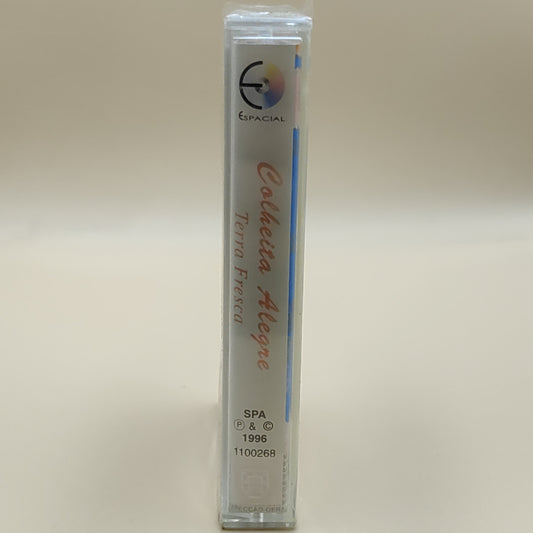 ESPACIAL
Colheita Alegre
Terra Fresca
SPA
Ⓟ & ©
1996
1100268